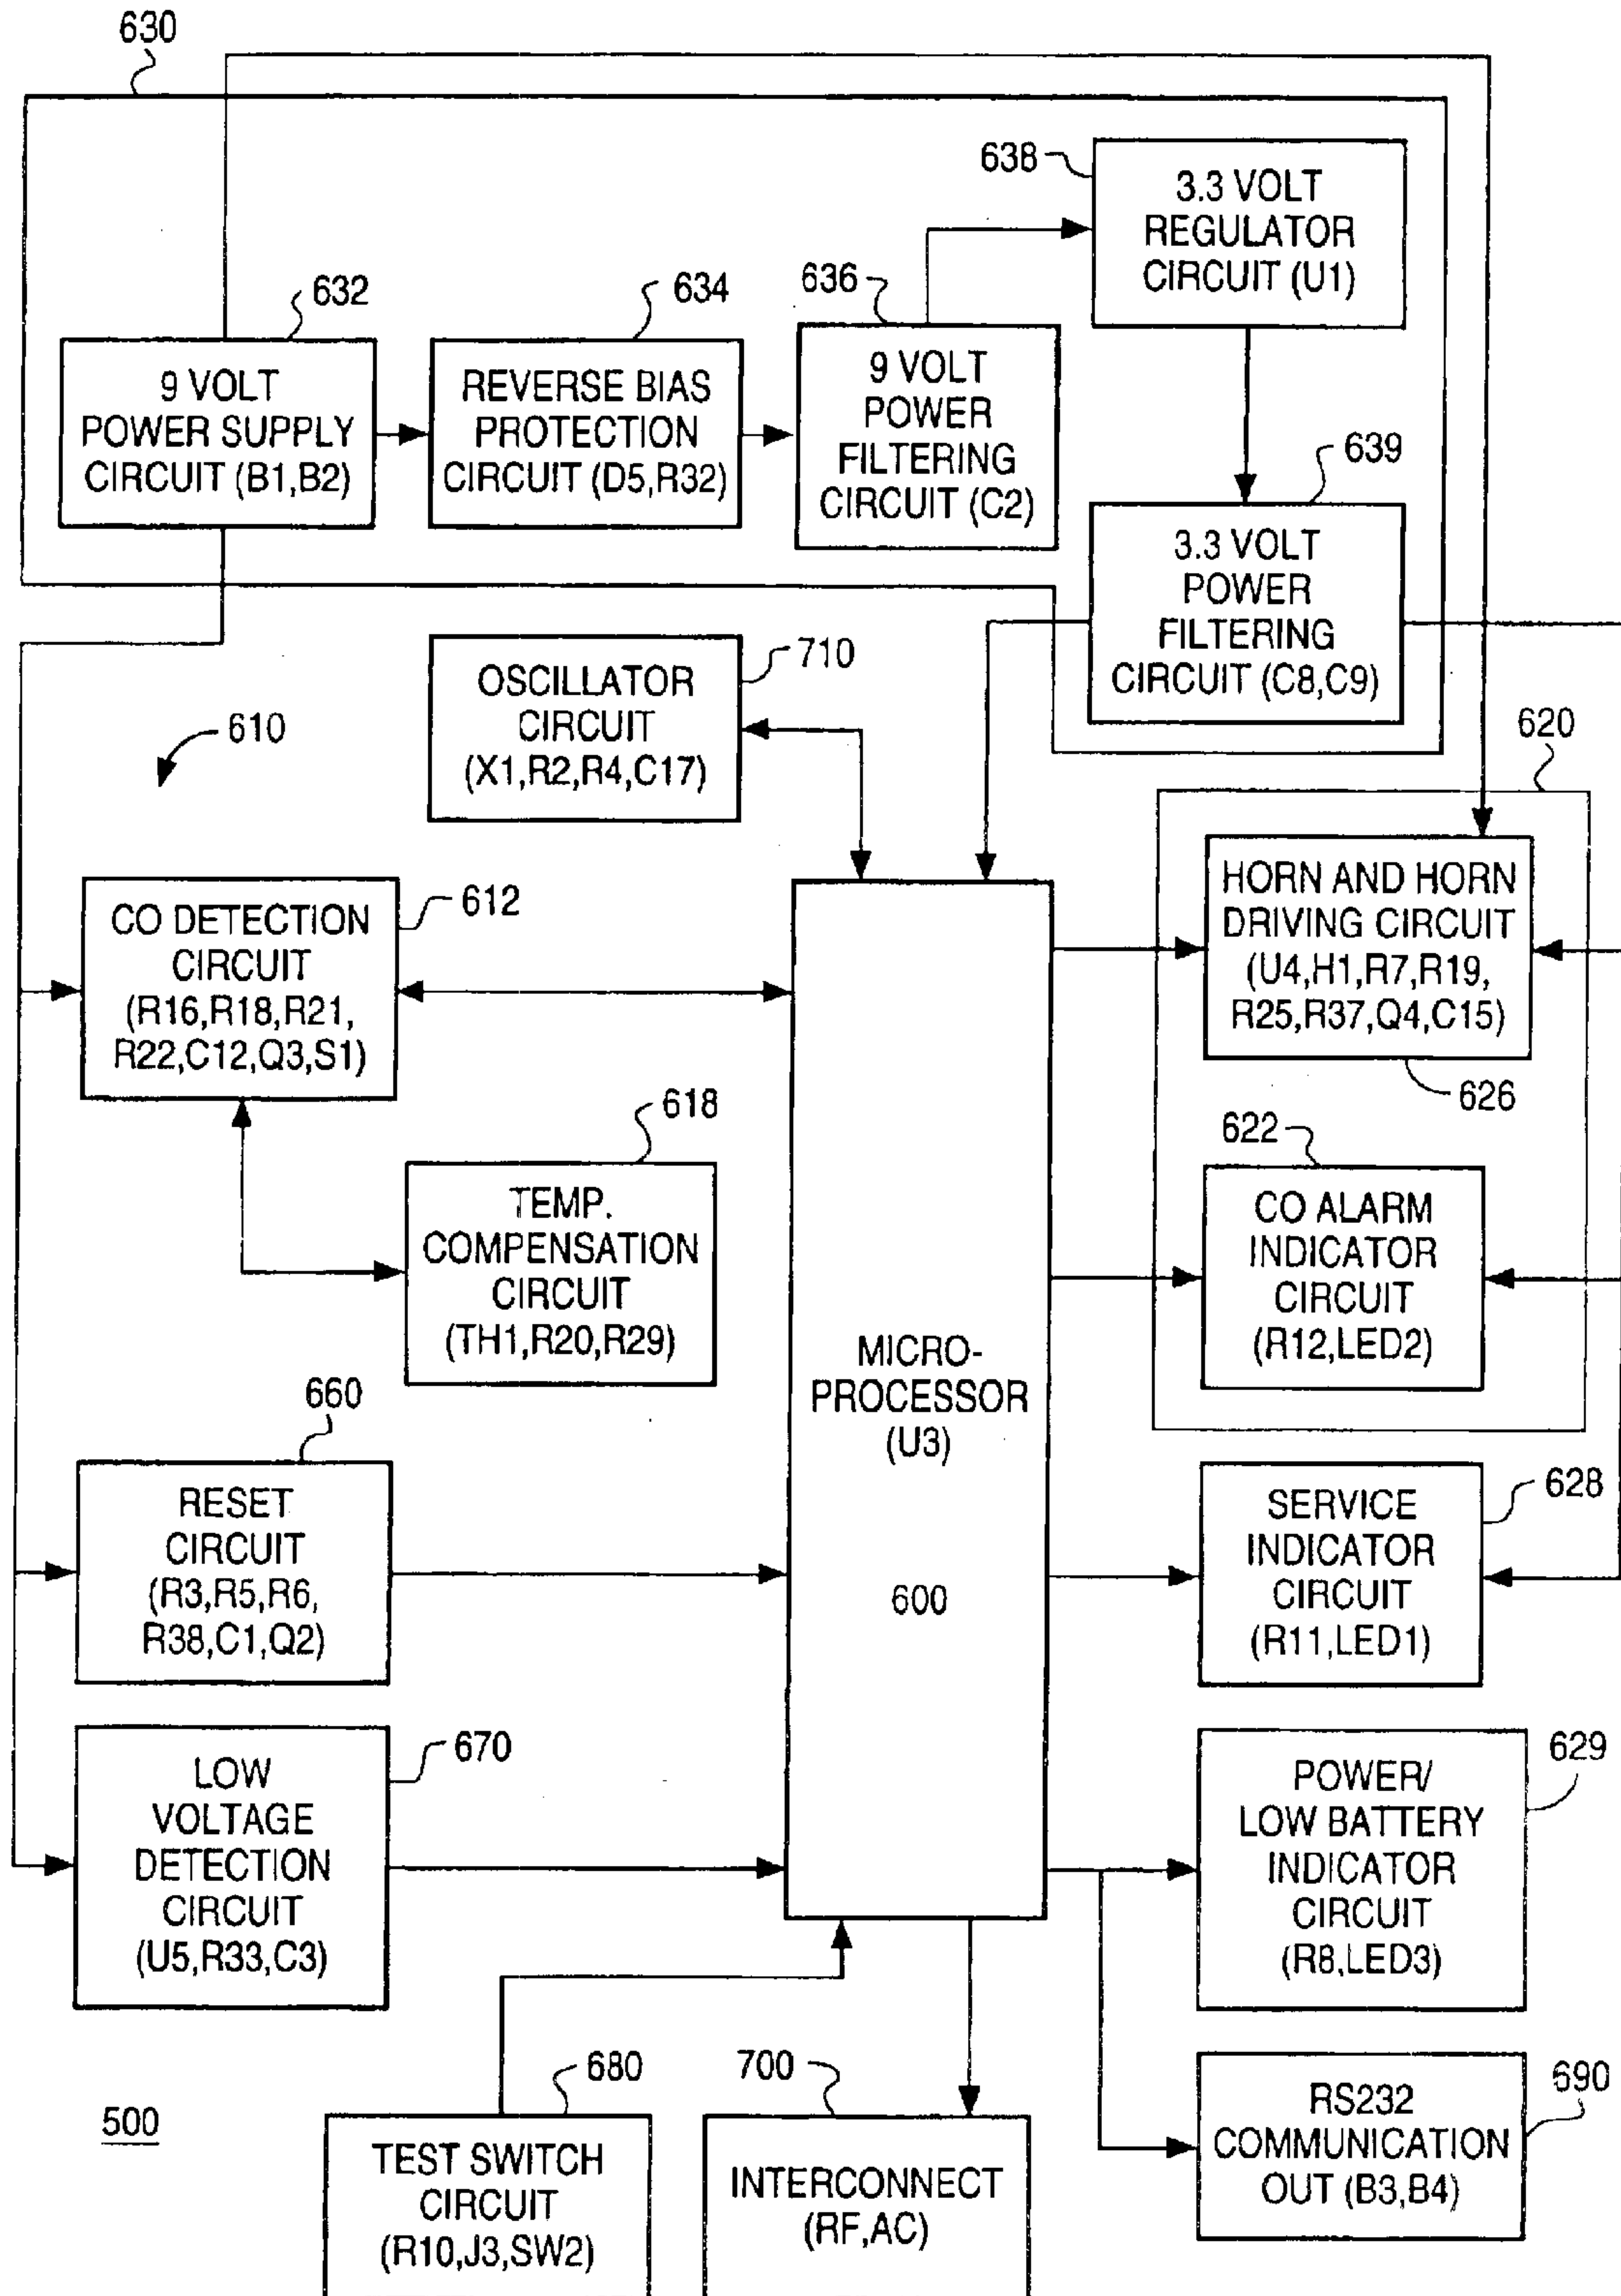 630
638
3.3 VOLT
REGULATOR
CIRCUIT (U1)
632
9 VOLT
POWER SUPPLY
CIRCUIT (B1,B2)
634
REVERSE BIAS
PROTECTION
CIRCUIT (D5,R32)
636
9 VOLT
POWER
FILTERING
CIRCUIT (C2)
639
3.3 VOLT
POWER
FILTERING
CIRCUIT (C8,C9)
710
OSCILLATOR
CIRCUIT
(X1,R2,R4,C17)
610
620
612
CO DETECTION
CIRCUIT
(R16,R18,R21,
R22,C12,Q3,S1)
HORN AND HORN
DRIVING CIRCUIT
(U4,H1,R7,R19,
R25,R37,Q4,C15)
626
618
TEMP.
COMPENSATION
CIRCUIT
(TH1,R20,R29)
622
CO ALARM
INDICATOR
CIRCUIT
(R12,LED2)
MICRO-
PROCESSOR
(U3)
600
660
RESET
CIRCUIT
(R3,R5,R6,
R38,C1,Q2)
628
SERVICE
INDICATOR
CIRCUIT
(R11,LED1)
670
LOW
VOLTAGE
DETECTION
CIRCUIT
(U5,R33,C3)
629
POWER/
LOW BATTERY
INDICATOR
CIRCUIT
(R8,LED3)
680
TEST SWITCH
CIRCUIT
(R10,J3,SW2)
700
INTERCONNECT
(RF,AC)
690
RS232
COMMUNICATION
OUT (B3,B4)
500